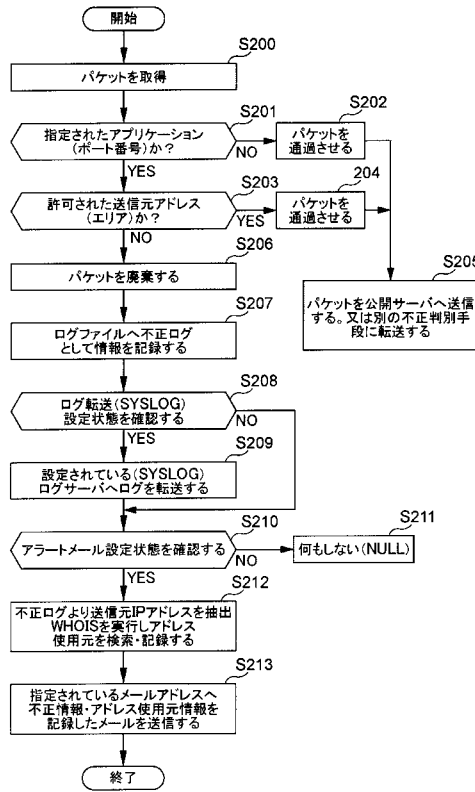 開始
S200
パケットを取得
S201
指定されたアプリケーション
(ポート番号)か?
NO
YES
S202
パケットを
通過させる
S203
許可された送信元アドレス
(エリア)か?
YES
NO
204
パケットを
通過させる
S205
パケットを公開サーバへ送信
する。又は別の不正判別手
段に転送する
S206
パケットを廃棄する
S207
ログファイルへ不正ログ
として情報を記録する
S208
ログ転送(SYSLOG)
設定状態を確認する
NO
YES
S209
設定されている(SYSLOG)
ログサーバへログを転送する
S210
アラートメール設定状態を確認する
NO
YES
S211
何もしない(NULL)
S212
不正ログより送信元IPアドレスを抽出
WHOISを実行しアドレス
使用元を検索・記録する
S213
指定されているメールアドレスへ
不正情報・アドレス使用元情報を
記録したメールを送信する
終了